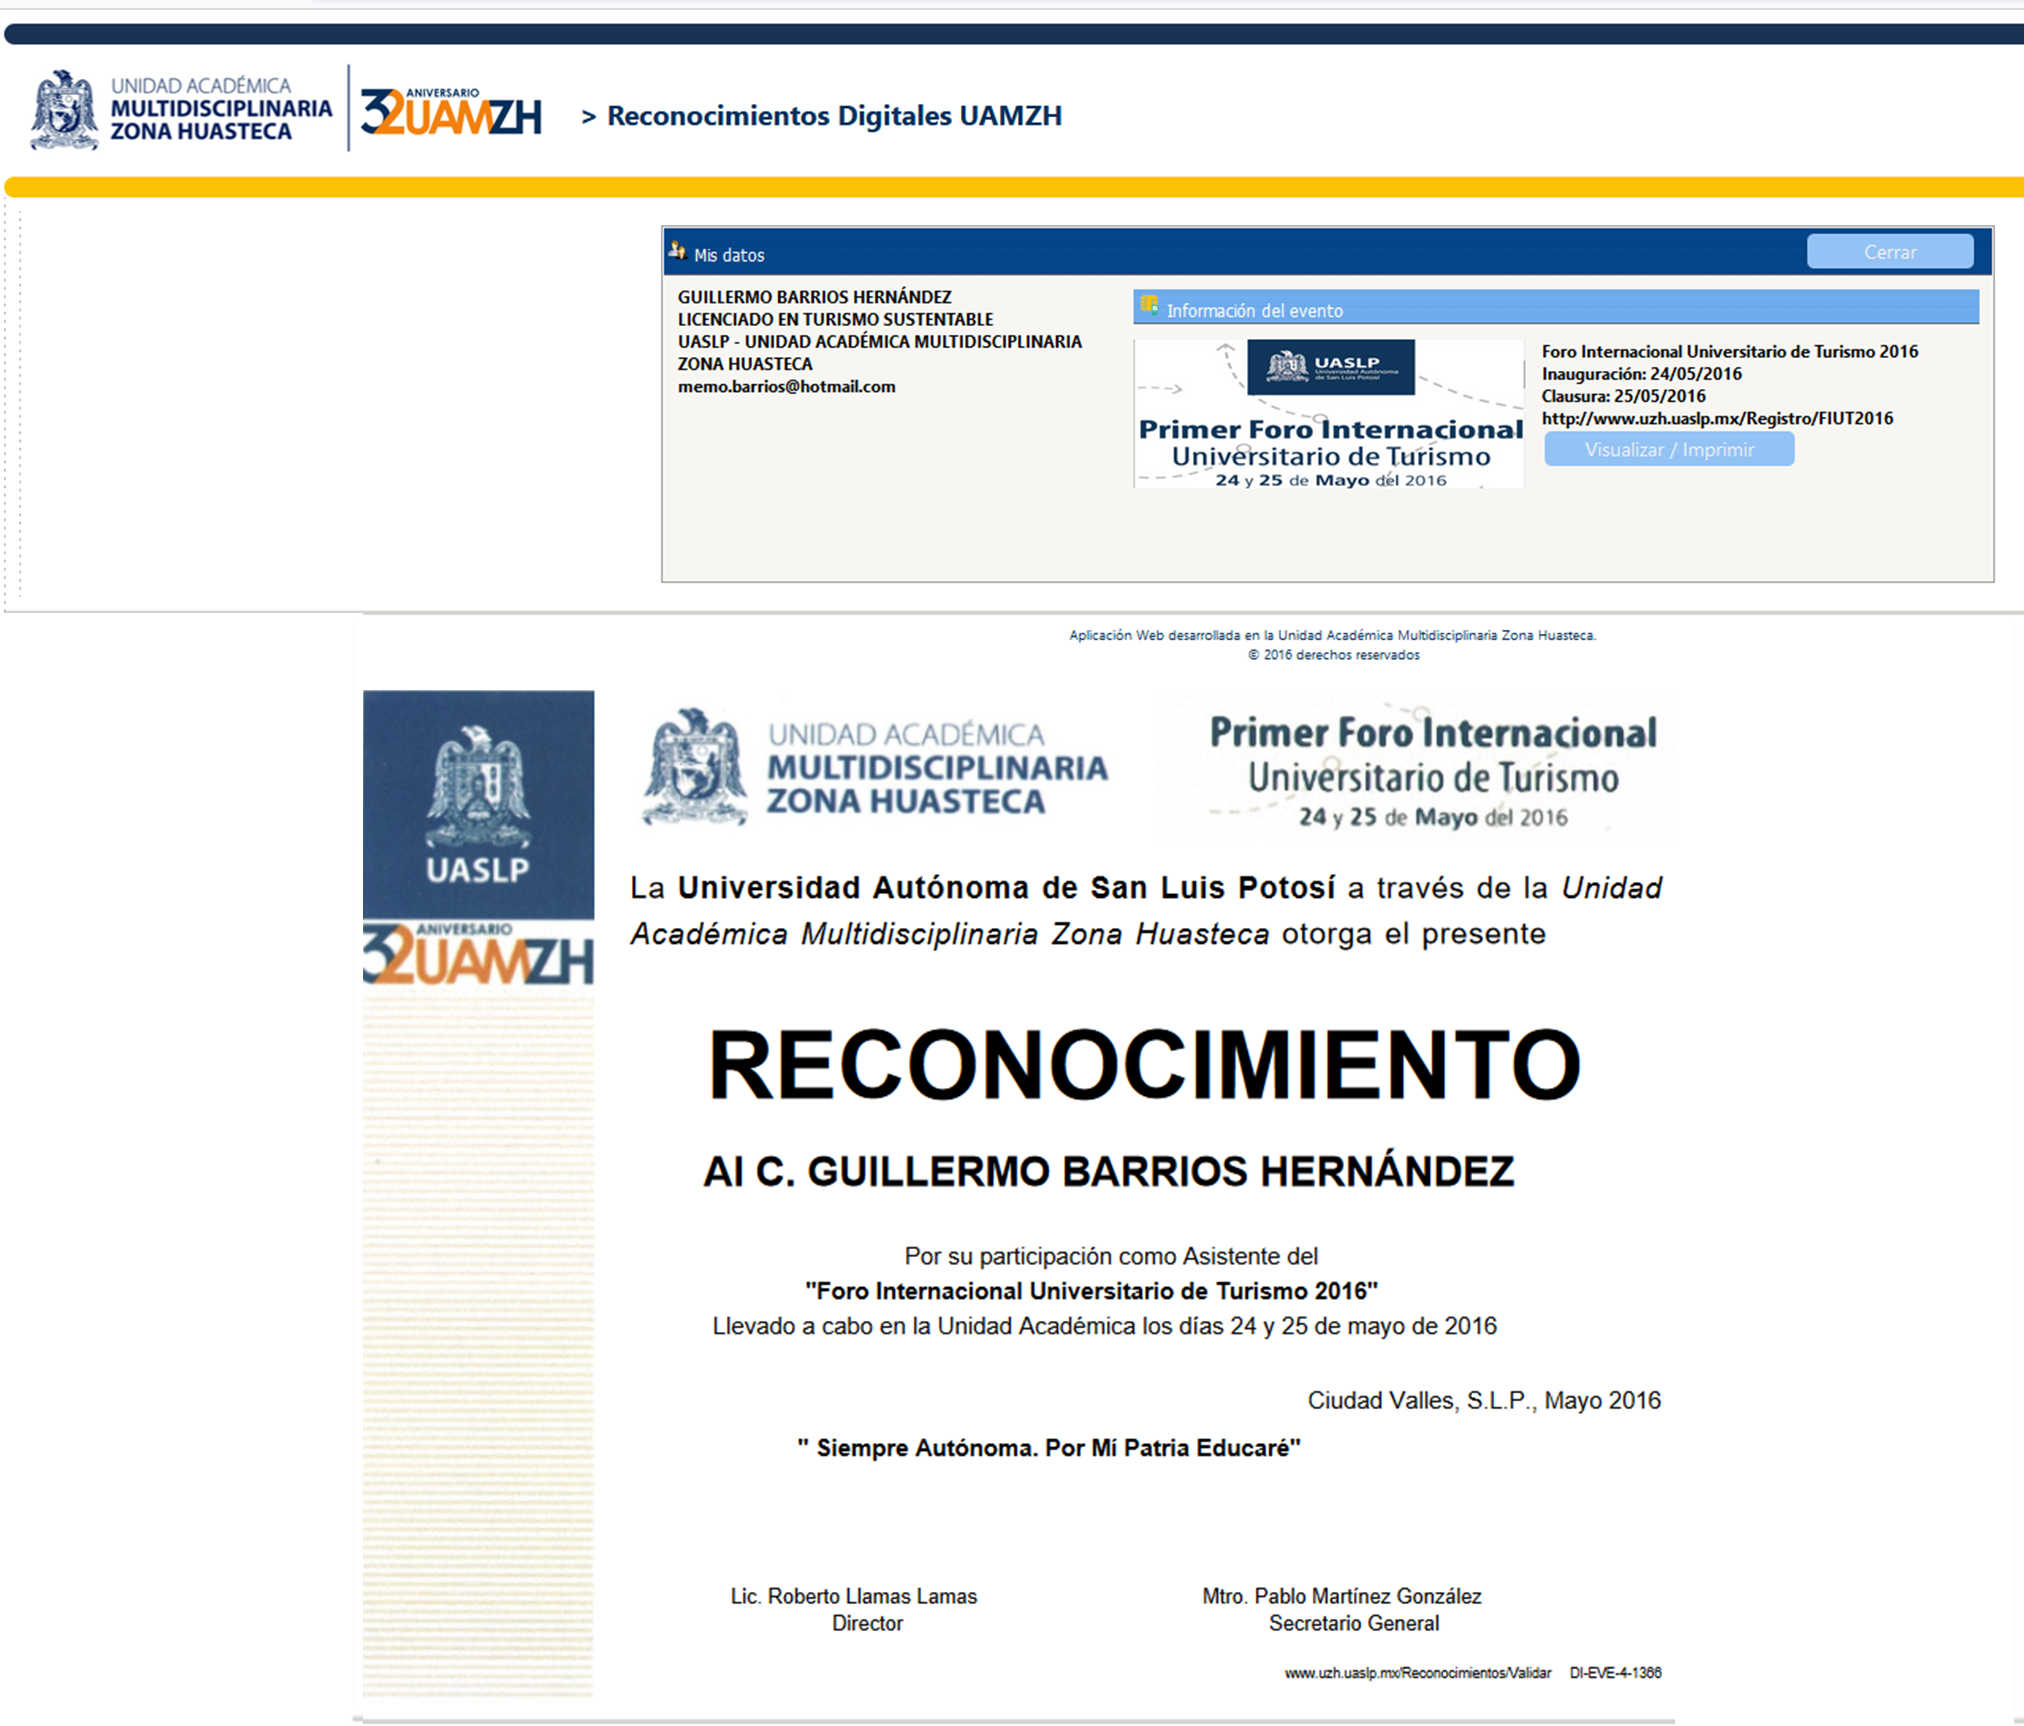 UNIDAD ACADÉMICA
MULTIDISCIPLINARIA
ZONA HUASTECA
ANIVERSARIO
32UAMZH
> Reconocimientos Digitales UAMZH
Mis datos
Cerrar
GUILLERMO BARRIOS HERNÁNDEZ
LICENCIADO EN TURISMO SUSTENTABLE
UASLP - UNIDAD ACADÉMICA MULTIDISCIPLINARIA
ZONA HUASTECA
memo.barrios@hotmail.com
Información del evento
UASLP
Universidad Autónoma
de San Luis Potosí
Primer Foro Internacional
Universitario de Turismo
24 y 25 de Mayo del 2016
Foro Internacional Universitario de Turismo 2016
Inauguración: 24/05/2016
Clausura: 25/05/2016
http://www.uzh.uaslp.mx/Registro/FIUT2016
Visualizar / Imprimir
Aplicación Web desarrollada en la Unidad Académica Multidisciplinaria Zona Huasteca.
© 2016 derechos reservados
UASLP
ANIVERSARIO
32UAMZH
UNIDAD ACADÉMICA
MULTIDISCIPLINARIA
ZONA HUASTECA
Primer Foro Internacional
Universitario de Turismo
24 y 25 de Mayo del 2016
La Universidad Autónoma de San Luis Potosí a través de la Unidad
Académica Multidisciplinaria Zona Huasteca otorga el presente
RECONOCIMIENTO
Al C. GUILLERMO BARRIOS HERNÁNDEZ
Por su participación como Asistente del
"Foro Internacional Universitario de Turismo 2016"
Llevado a cabo en la Unidad Académica los días 24 y 25 de mayo de 2016
Ciudad Valles, S.L.P., Mayo 2016
" Siempre Autónoma. Por Mí Patria Educaré"
Lic. Roberto Llamas Lamas
Director
Mtro. Pablo Martínez González
Secretario General
www.uzh.uaslp.mx/Reconocimientos/Validar DI-EVE-4-1366